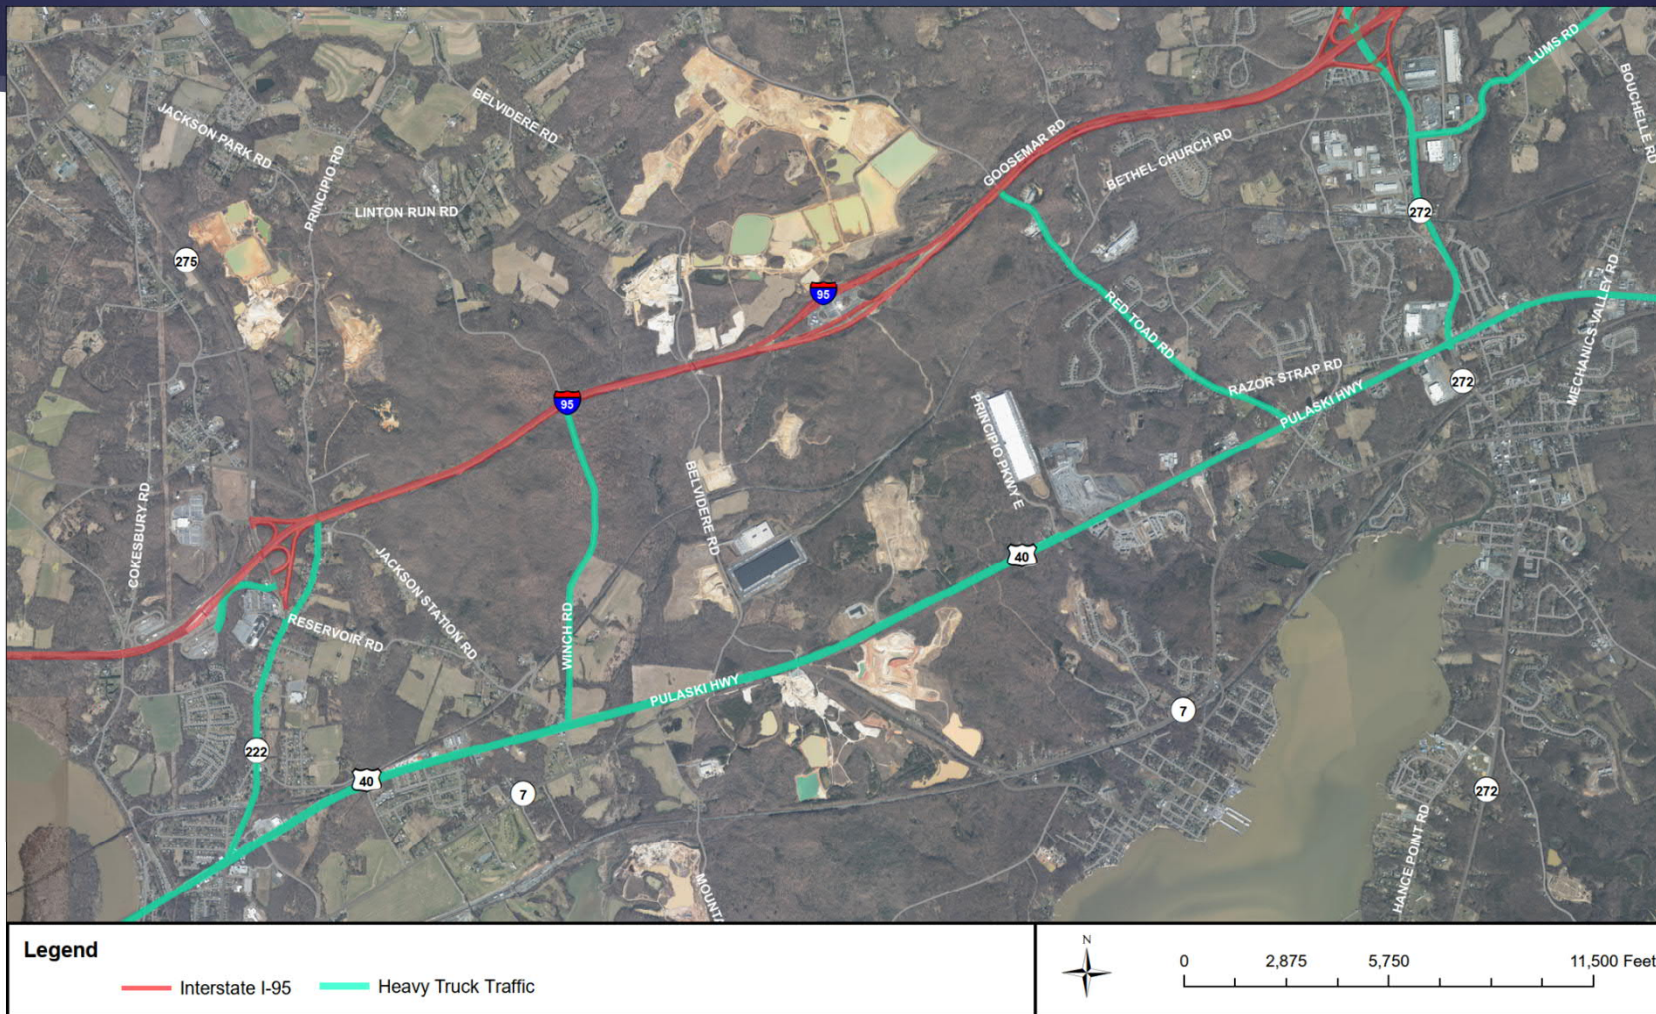 LUMS RD
BOUCHELLE RD
BELVIDERE RD
JACKSON PARK RD
PRINCIPIO RD
GOOSEMAR RD
BETHEL CHURCH RD
LINTON RUN RD
272
275
95
MECHANICS VALLEY RD
RED TOAD RD
RAZOR STRAP RD
272
PULASKI HWY
95
PRINCIPIO PKWY E
BELVIDERE RD
COKESBURY RD
40
JACKSON STATION RD
RESERVOIR RD
WINCH RD
PULASKI HWY
7
222
40
7
272
HANCE POINT RD
MOUNTA
Legend
Interstate I-95
Heavy Truck Traffic
N
0 2,875 5,750 11,500 Feet